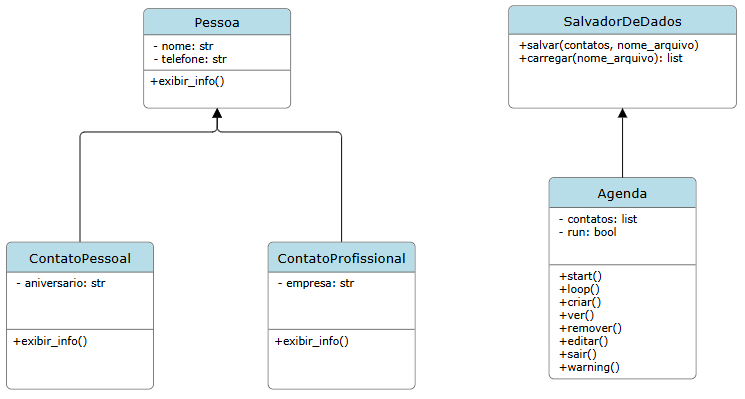 Pessoa
- nome: str
- telefone: str
+exibir_info()
SalvadorDeDados
+salvar(contatos, nome_arquivo)
+carregar(nome_arquivo): list
ContatoPessoal
- aniversario: str
+exibir_info()
ContatoProfissional
- empresa: str
+exibir_info()
Agenda
- contatos: list
- run: bool
+start()
+loop()
+criar()
+ver()
+remover()
+editar()
+sair()
+warning()